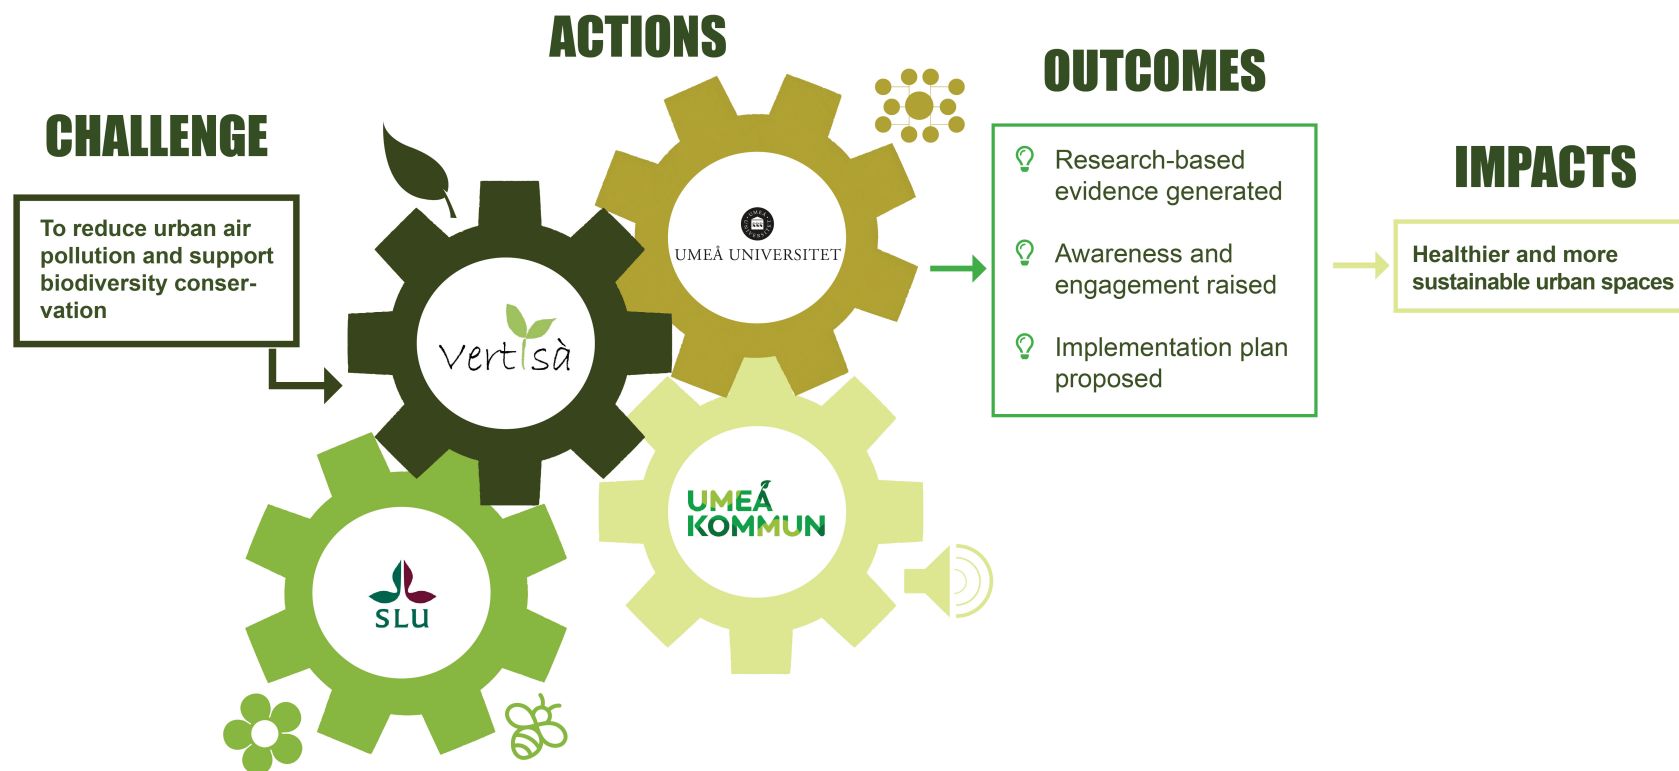 ACTIONS
OUTCOMES
CHALLENGE
IMPACTS
To reduce urban air
pollution and support
biodiversity conser-
vation
Vertisà
UMEÅ UNIVERSITET
UMEÅ
KOMMUN
SLU
Research-based
evidence generated
Awareness and
engagement raised
Implementation plan
proposed
Healthier and more
sustainable urban spaces